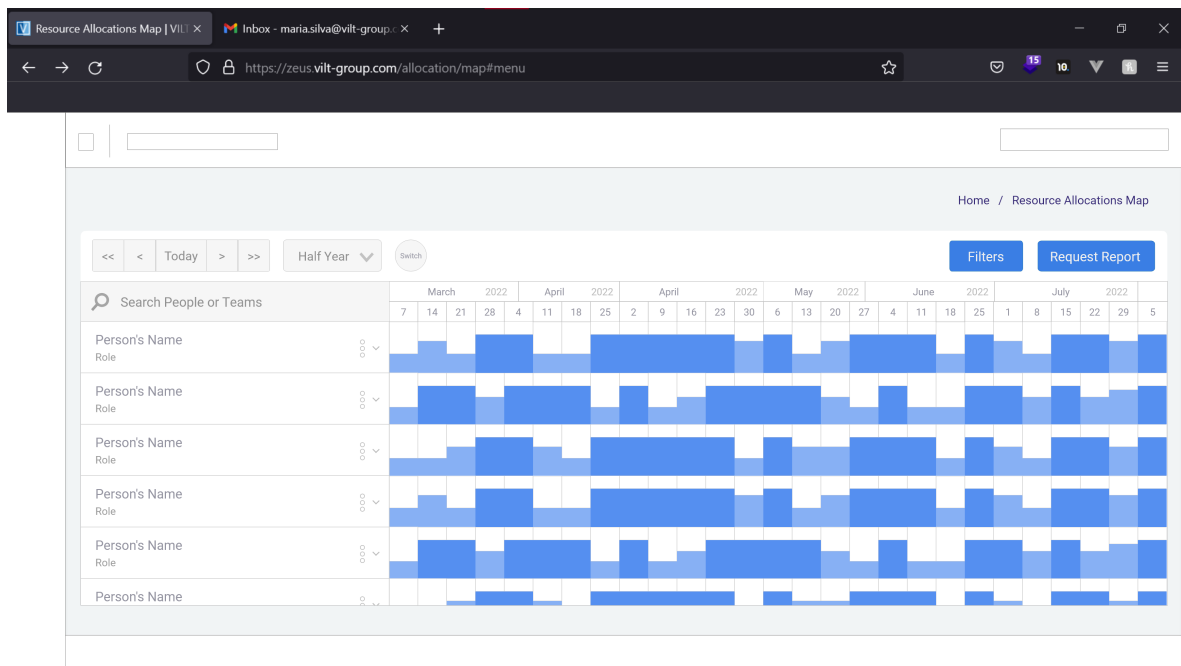 Resource Allocations Map | VILT
Inbox - maria.silva@vilt-group.c
https://zeus.vilt-group.com/allocation/map#menu
15
10.
Home / Resource Allocations Map
<< < Today > >> Half Year Switch Filters Request Report
Search People or Teams
March 2022 April 2022 April 2022 May 2022 June 2022 July 2022
7 14 21 28 4 11 18 25 2 9 16 23 30 6 13 20 27 4 11 18 25 1 8 15 22 29 5
Person's Name
Role
Person's Name
Role
Person's Name
Role
Person's Name
Role
Person's Name
Role
Person's Name